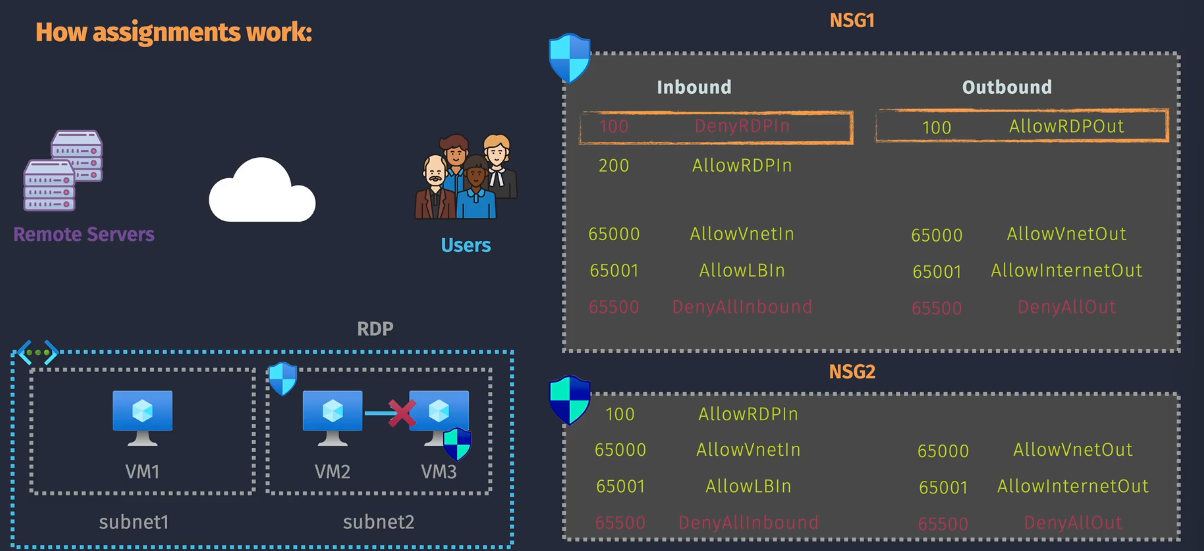 How assignments work:
NSG1
Inbound Outbound
100 DenyRDPIn 100 AllowRDPOut
200 AllowRDPIn
65000 AllowVnetIn 65000 AllowVnetOut
65001 AllowLBIn 65001 AllowInternetOut
65500 DenyAllInbound 65500 DenyAllOut
Remote Servers
Users
RDP
VM1 VM2 VM3
subnet1 subnet2
NSG2
100 AllowRDPIn
65000 AllowVnetIn 65000 AllowVnetOut
65001 AllowLBIn 65001 AllowInternetOut
65500 DenyAllInbound 65500 DenyAllOut